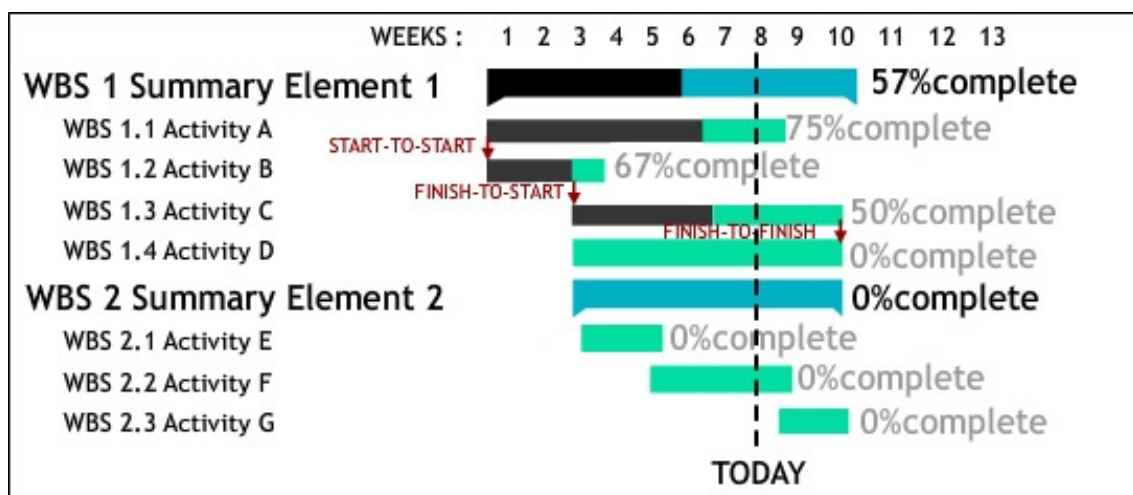 WEEKS : 1 2 3 4 5 6 7 8 9 10 11 12 13
WBS 1 Summary Element 1 57%complete
WBS 1.1 Activity A 75%complete
START-TO-START
WBS 1.2 Activity B 67%complete
FINISH-TO-START
WBS 1.3 Activity C 50%complete
FINISH-TO-FINISH
WBS 1.4 Activity D 0%complete
WBS 2 Summary Element 2 0%complete
WBS 2.1 Activity E 0%complete
WBS 2.2 Activity F 0%complete
WBS 2.3 Activity G 0%complete
TODAY